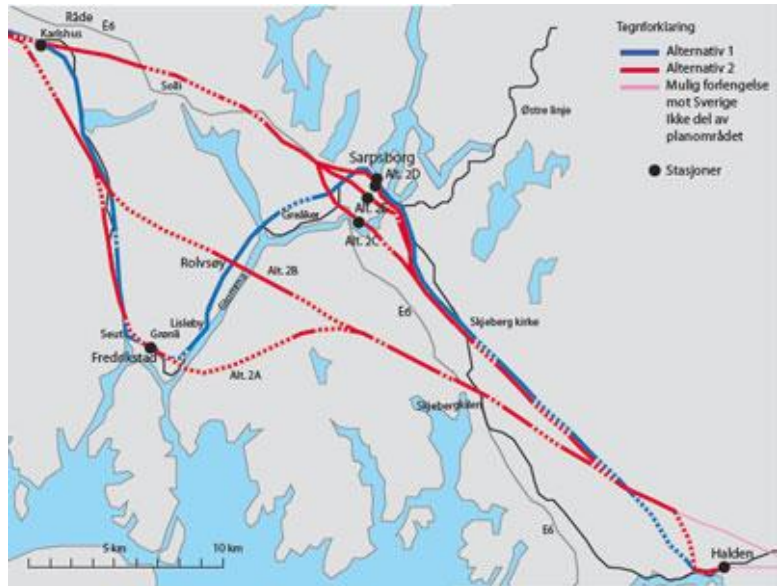 Råde
E6
Karlshus
Solli
Østre linje
Sarpsborg
Alt. 2D
Greåker
Alt. 2C
Rolvsøy
Glomma
Alt. 2B
E6
Lisleby
Skjeberg kirke
Seut
Grønli
Fredrikstad
Alt. 2A
Skjebergkilen
E6
Halden
5 km
10 km
Tegnforklaring
Alternativ 1
Alternativ 2
Mulig forlengelse
mot Sverige
Ikke del av
planområdet
Stasjoner